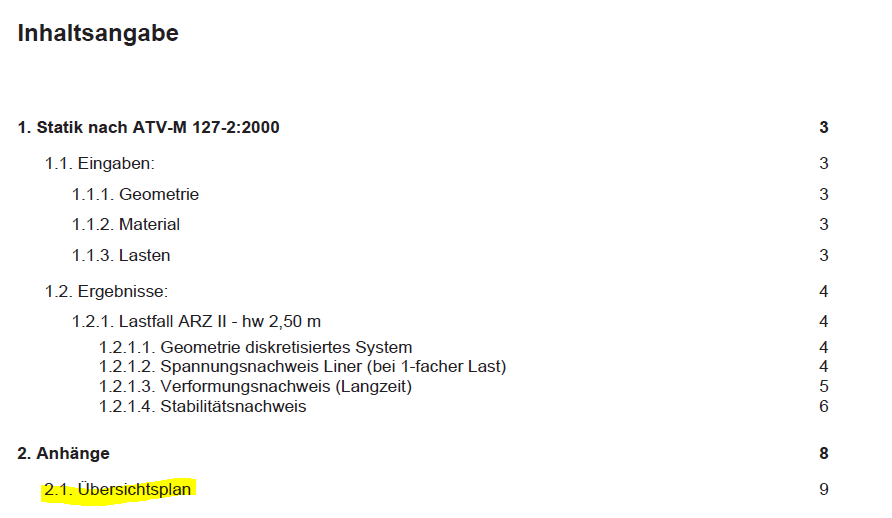 Inhaltsangabe
1. Statik nach ATV-M 127-2:2000 3
1.1. Eingaben: 3
1.1.1. Geometrie 3
1.1.2. Material 3
1.1.3. Lasten 3
1.2. Ergebnisse: 4
1.2.1. Lastfall ARZ II - hw 2,50 m 4
1.2.1.1. Geometrie diskretisiertes System 4
1.2.1.2. Spannungsnachweis Liner (bei 1-facher Last) 4
1.2.1.3. Verformungsnachweis (Langzeit) 5
1.2.1.4. Stabilitätsnachweis 6
2. Anhänge 8
2.1. Übersichtsplan 9